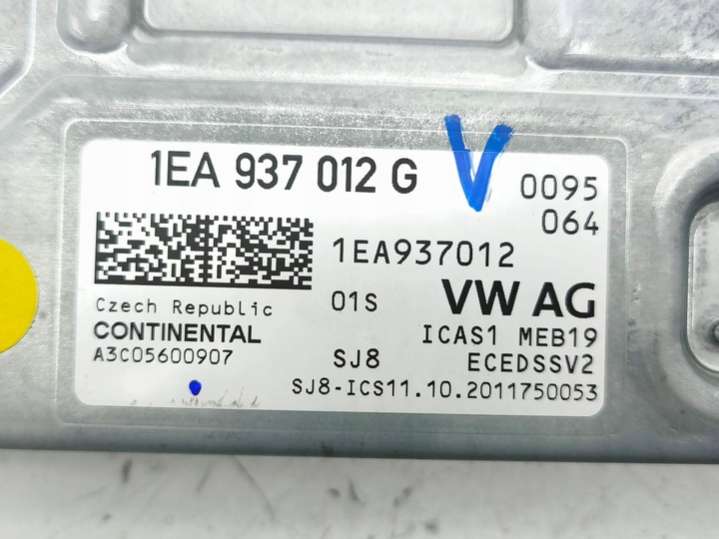 1EA 937 012 G
V
0095
064
1EA937012
01S
VW AG
Czech Republic
CONTINENTAL
ICAS1 MEB19
A3C05600907
SJ8
ECEDSSV2
SJ8-ICS11.10.2011750053